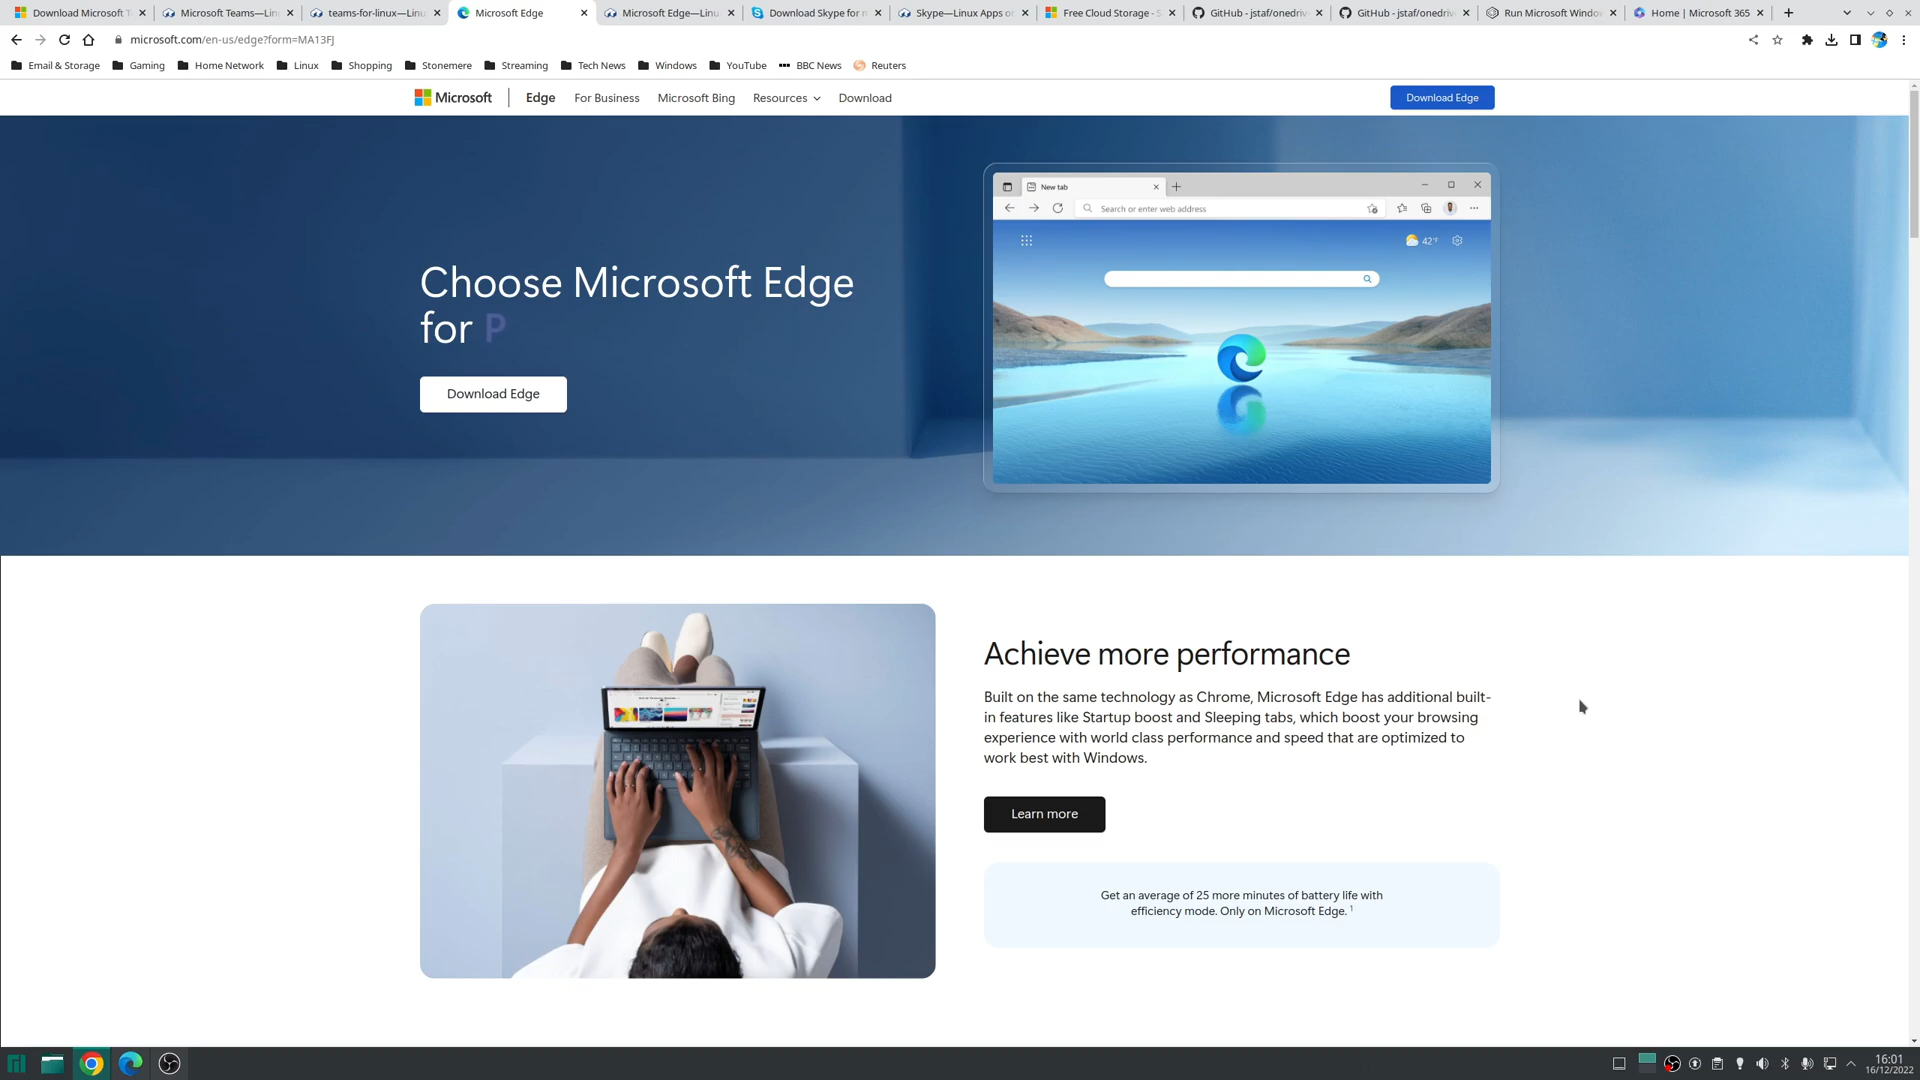 Download Microsoft T
Microsoft Teams—Lin
teams-for-linux—Linu
Microsoft Edge
Microsoft Edge—Linu
Download Skype for
Skype—Linux Apps o
Free Cloud Storage - S
GitHub - jstaf/onedriv
GitHub - jstaf/onedriv
Run Microsoft Windo
Home | Microsoft 365
microsoft.com/en-us/edge?form=MA13FJ
Email & Storage
Gaming
Home Network
Linux
Shopping
Stonemere
Streaming
Tech News
Windows
YouTube
BBC News
Reuters
Microsoft
Edge
For Business
Microsoft Bing
Resources
Download
Download Edge
New tab
Search or enter web address
42°F
Choose Microsoft Edge
for P
Download Edge
Achieve more performance
Built on the same technology as Chrome, Microsoft Edge has additional built-
in features like Startup boost and Sleeping tabs, which boost your browsing
experience with world class performance and speed that are optimized to
work best with Windows.
Learn more
Get an average of 25 more minutes of battery life with
efficiency mode. Only on Microsoft Edge. 1
16:01
16/12/2022